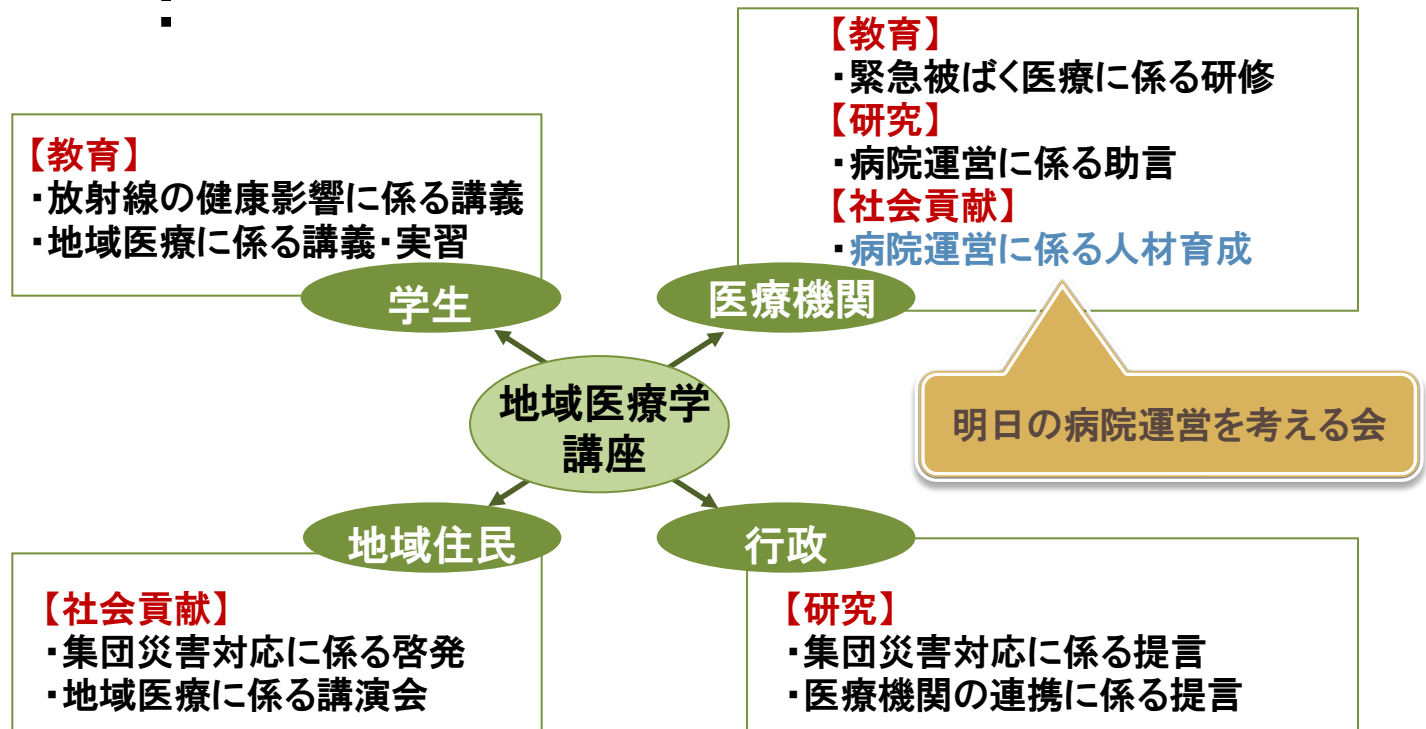 【教育】
・放射線の健康影響に係る講義
・地域医療に係る講義・実習
学生
【教育】
・緊急被ばく医療に係る研修
【研究】
・病院運営に係る助言
【社会貢献】
・病院運営に係る人材育成
医療機関
明日の病院運営を考える会
地域医療学
講座
地域住民
【社会貢献】
・集団災害対応に係る啓発
・地域医療に係る講演会
行政
【研究】
・集団災害対応に係る提言
・医療機関の連携に係る提言